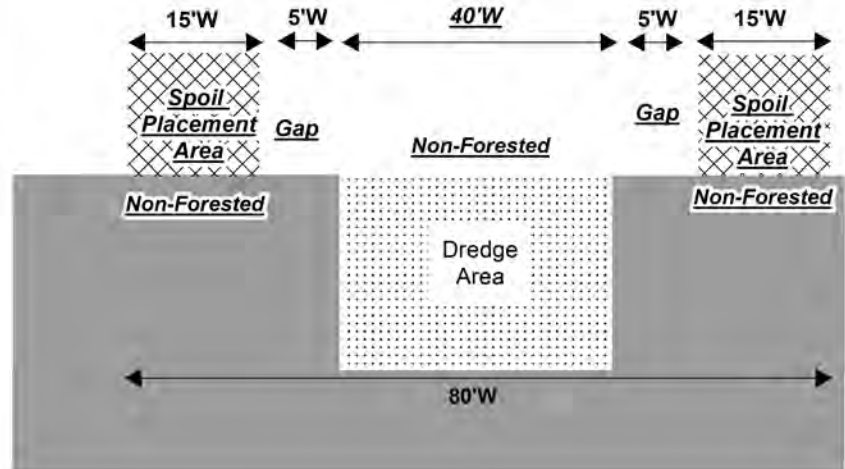 15'W 5'W 40'W 5'W 15'W
Spoil
Placement
Area
Gap
Non-Forested
Gap
Spoil
Placement
Area
Non-Forested
Non-Forested
Dredge
Area
80'W